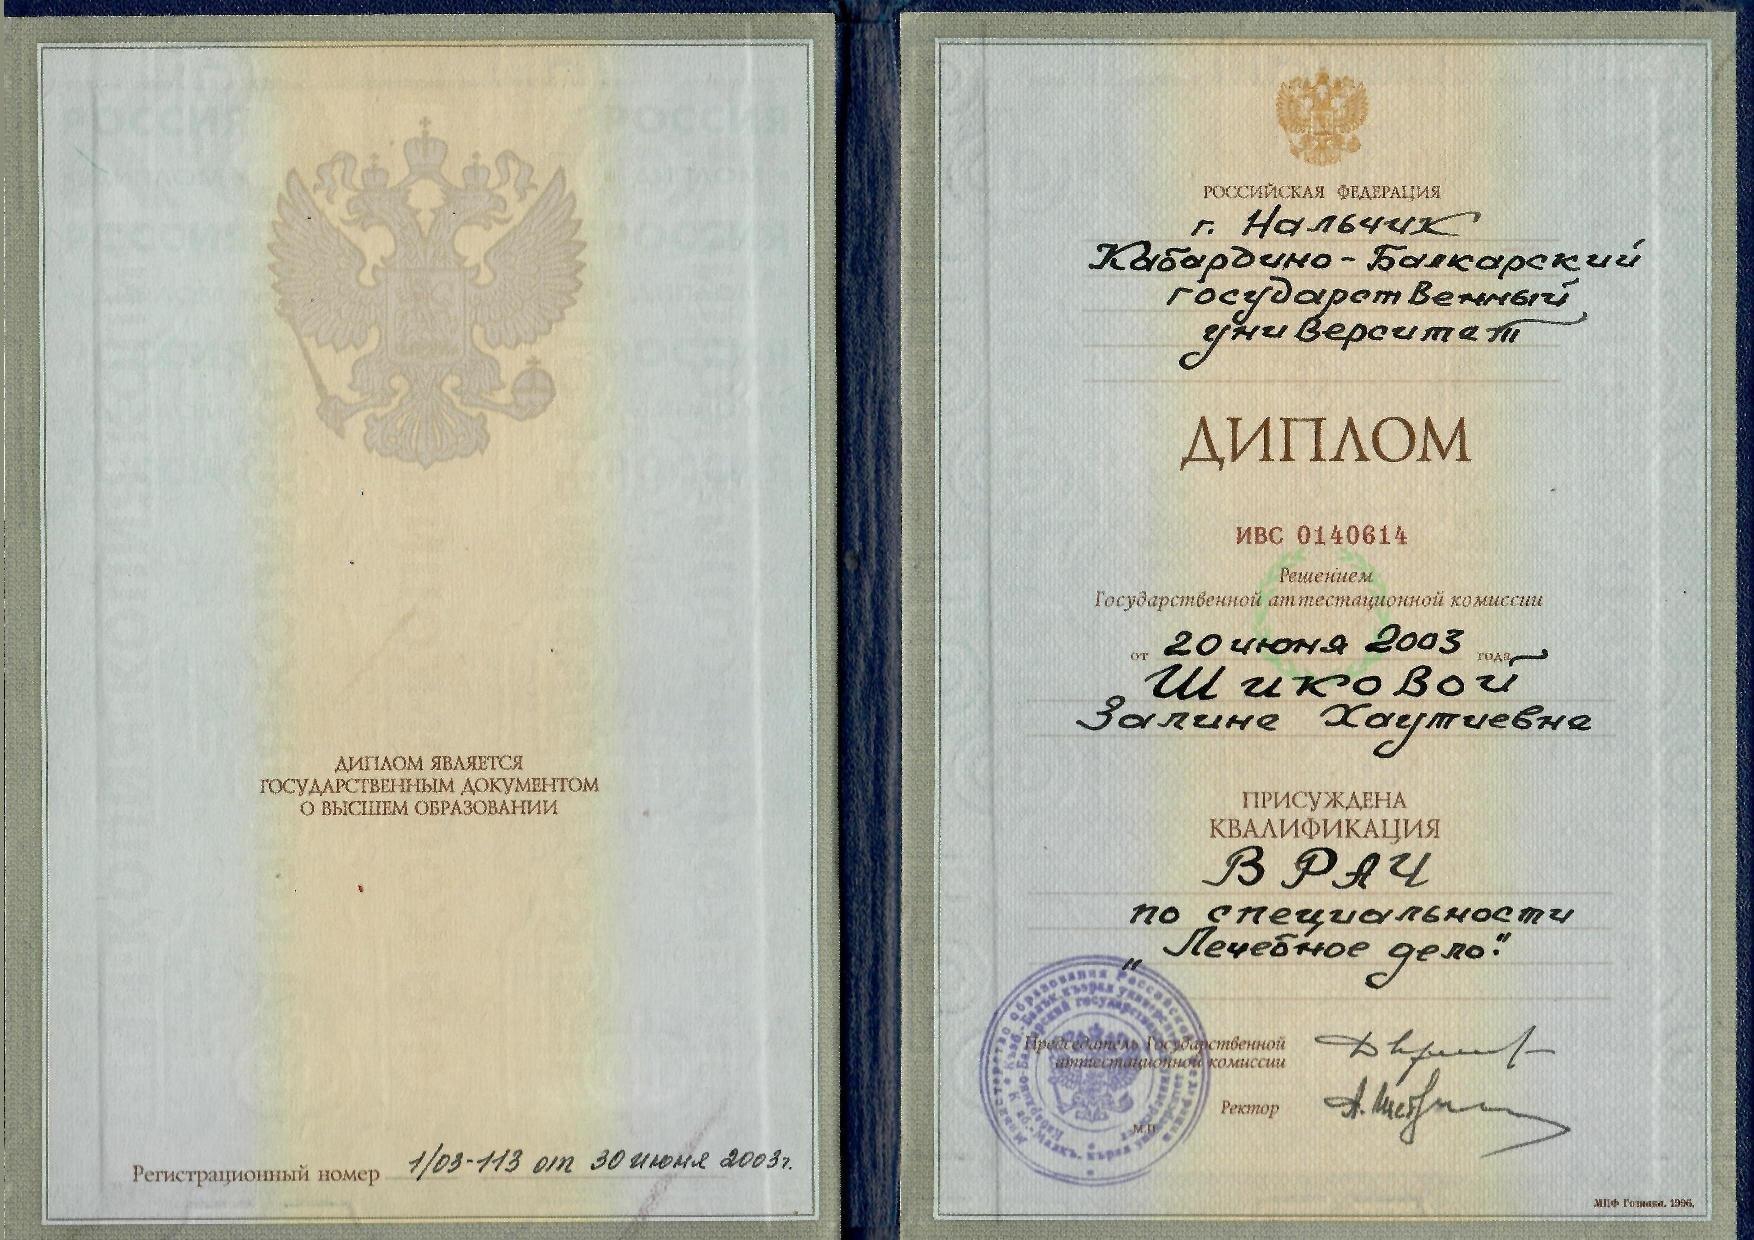 ДИПЛОМ ЯВЛЯЕТСЯ
ГОСУДАРСТВЕННЫМ ДОКУМЕНТОМ
О ВЫСШЕМ ОБРАЗОВАНИИ
Регистрационный номер 1/03-113 от 30 июня 2003г.
РОССИЙСКАЯ ФЕДЕРАЦИЯ
г. Нальчик
Кабардино-Балкарский
государственный
университет
ДИПЛОМ
ИВС 0140614
Решением
Государственной аттестационной комиссии
от 20 июня 2003 года
Шиковой
Залине Хаутиевне
ПРИСУЖДЕНА
КВАЛИФИКАЦИЯ
ВРАЧ
по специальности
„Лечебное дело."
Председатель Государственной
аттестационной комиссии
Ректор
М.П.
МПФ Гознака. 1996.